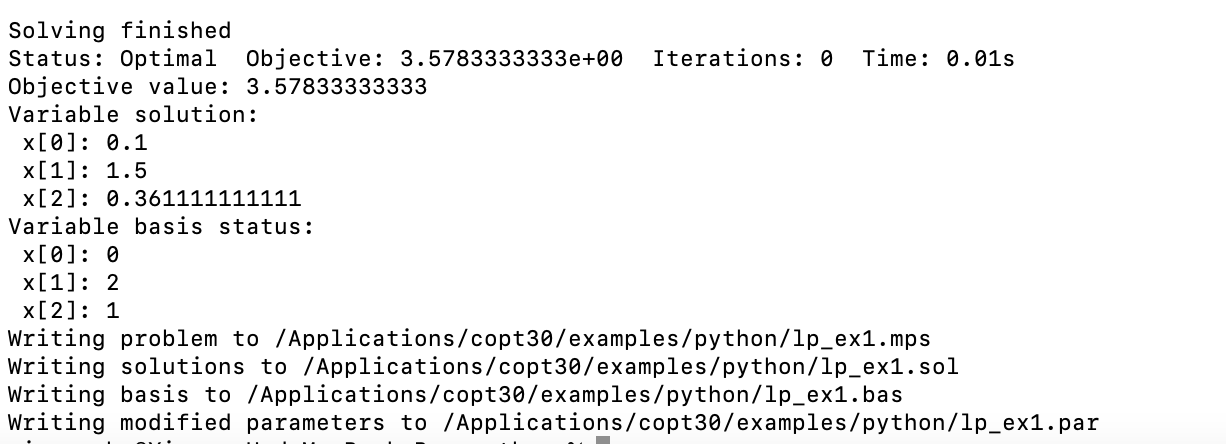 Solving finished
Status: Optimal  Objective: 3.5783333333e+00  Iterations: 0  Time: 0.01s
Objective value: 3.57833333333
Variable solution:
 x[0]: 0.1
 x[1]: 1.5
 x[2]: 0.361111111111
Variable basis status:
 x[0]: 0
 x[1]: 2
 x[2]: 1
Writing problem to /Applications/copt30/examples/python/lp_ex1.mps
Writing solutions to /Applications/copt30/examples/python/lp_ex1.sol
Writing basis to /Applications/copt30/examples/python/lp_ex1.bas
Writing modified parameters to /Applications/copt30/examples/python/lp_ex1.par